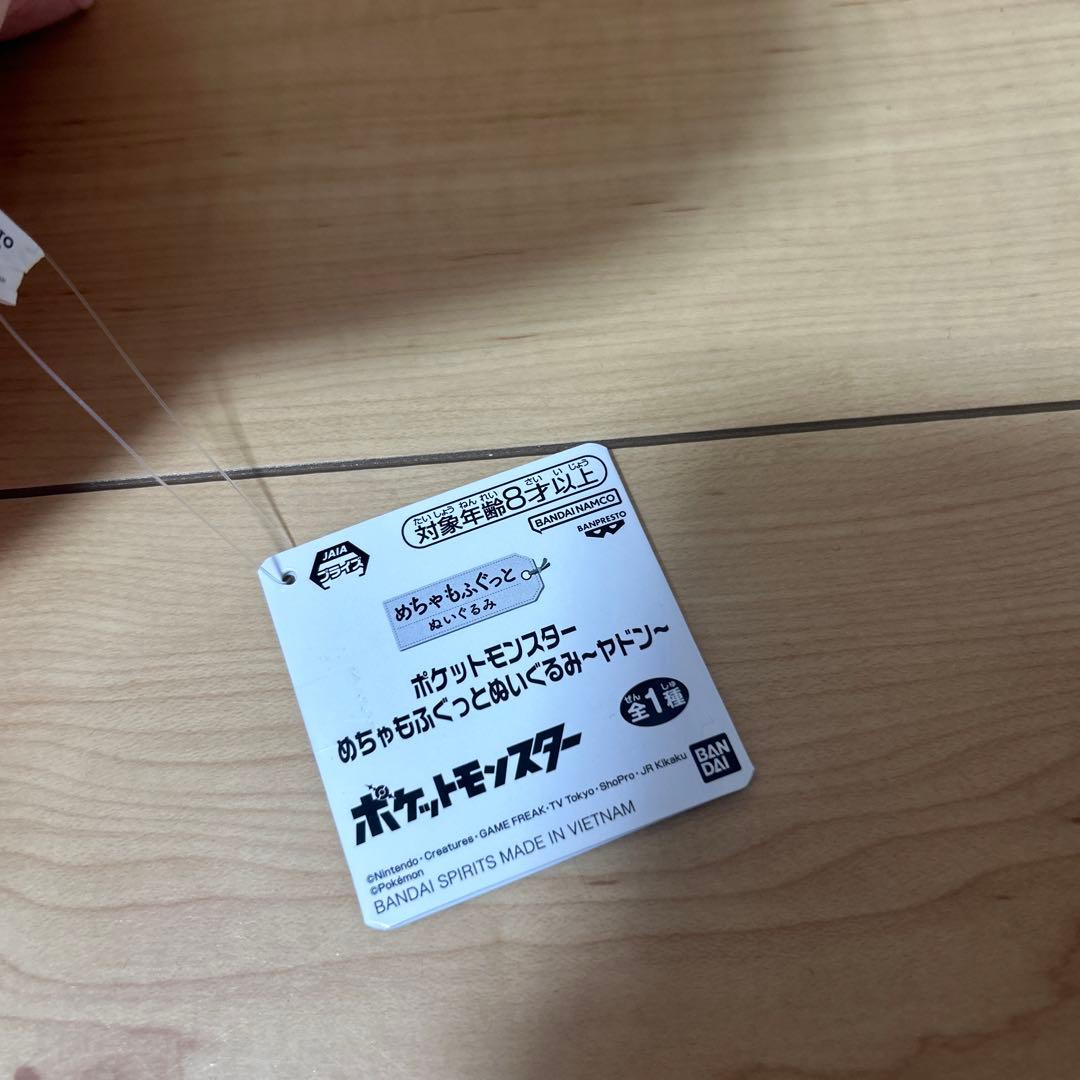 たいしょうねんれい さいいじょう
対象年齢8才以上
JAIA
プライズ
BANDAI NAMCO
BANPRESTO
めちゃもふぐっと
ぬいぐるみ
ポケットモンスター
めちゃもふぐっとぬいぐるみ〜ヤドン〜
ぜん しゅ
全1種
ポケットモンスター
BAN
DAI
©Nintendo・Creatures・GAME FREAK・TV Tokyo・ShoPro・JR Kikaku
©Pokémon
BANDAI SPIRITS MADE IN VIETNAM